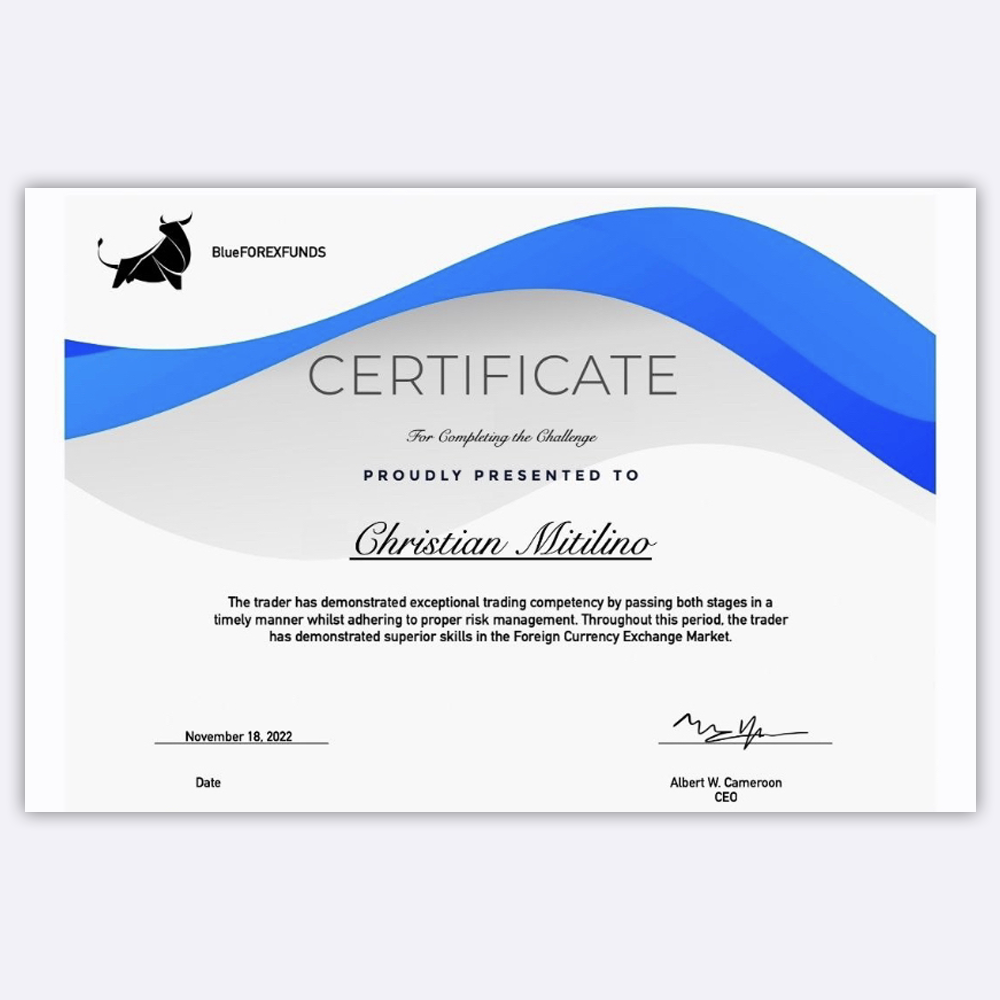 BlueFOREXFUNDS
CERTIFICATE
For Completing the Challenge
PROUDLY PRESENTED TO
Christian Mitilino
The trader has demonstrated exceptional trading competency by passing both stages in a
timely manner whilst adhering to proper risk management. Throughout this period, the trader
has demonstrated superior skills in the Foreign Currency Exchange Market.
November 18, 2022
Date
Albert W. Cameroon
CEO